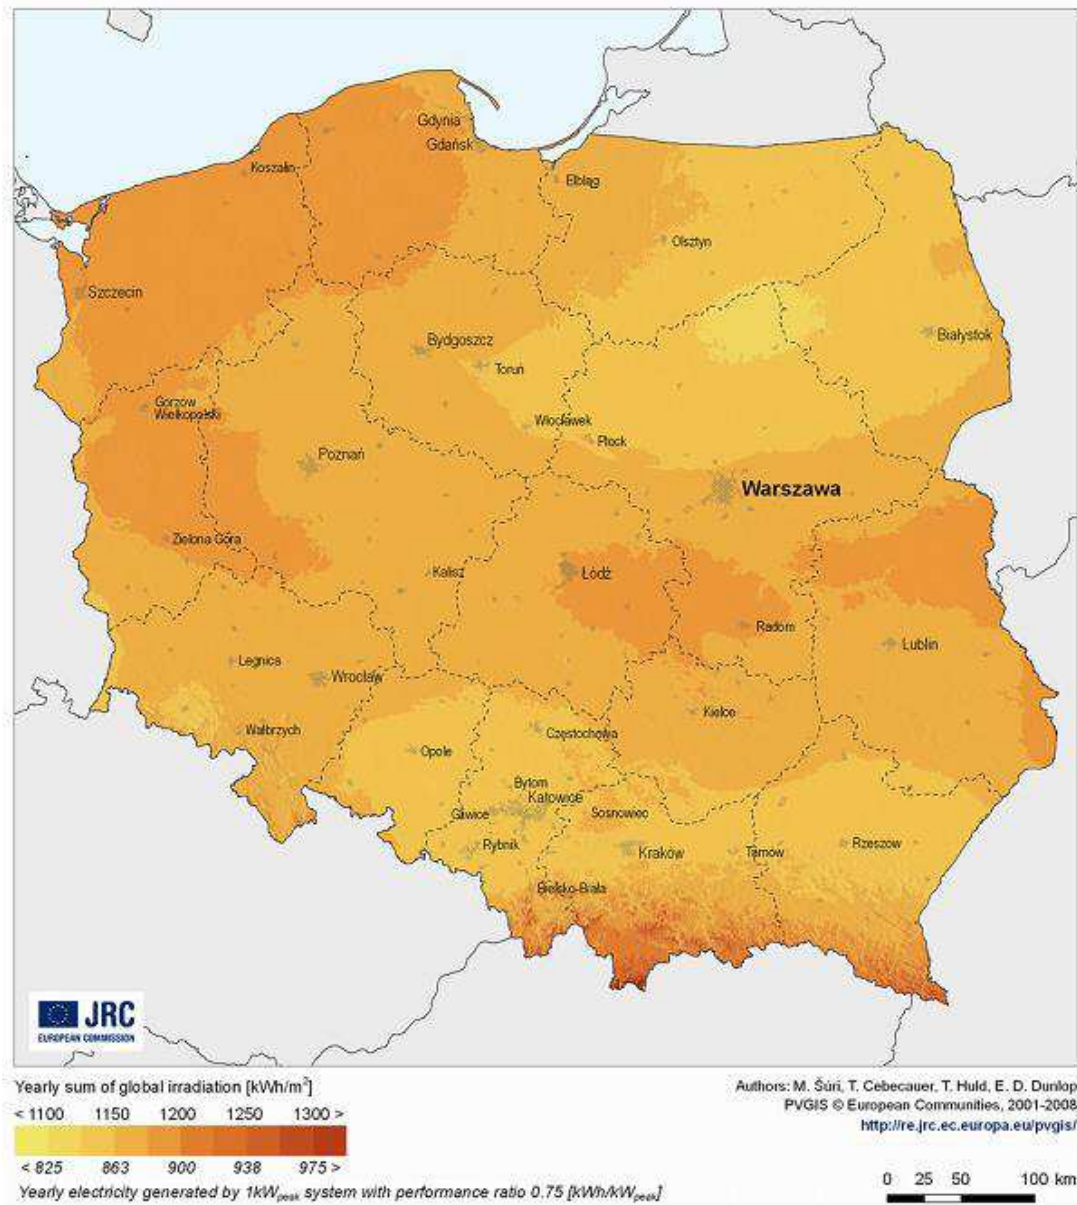 Gdynia
Gdańsk
Koszalin
Elbląg
Olsztyn
Szczecin
Białystok
Bydgoszcz
Toruń
Gorzow
Wielkopolski
Włocławek
Płock
Poznań
Warszawa
Zielona Góra
Kalisz
Łódź
Radom
Lublin
Legnica
Wrocław
Kielce
Wałbrzych
Częstochowa
Opole
Bytom
Katowice
Gliwice
Sosnowiec
Rybnik
Kraków
Tarnow
Rzeszow
Bielsko-Biała
JRC
EUROPEAN COMMISSION
Yearly sum of global irradiation [kWh/m²]
< 1100 1150 1200 1250 1300 >
< 825 863 900 938 975 >
Yearly electricity generated by 1kWpeak system with performance ratio 0.75 [kWh/kWpeak]
Authors: M. Šúri, T. Cebecauer, T. Huld, E. D. Dunlop
PVGIS © European Communities, 2001-2008
http://re.jrc.ec.europa.eu/pvgis/
0 25 50 100 km